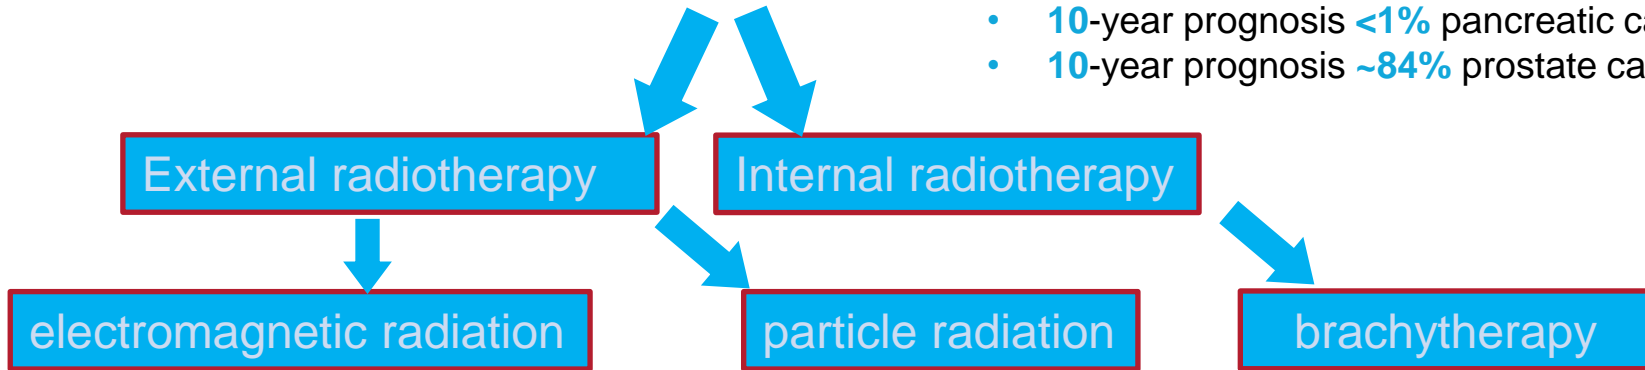 • 10-year prognosis <1% pancreatic
• 10-year prognosis ~84% prostate
External radiotherapy
Internal radiotherapy
electromagnetic radiation
particle radiation
brachytherapy